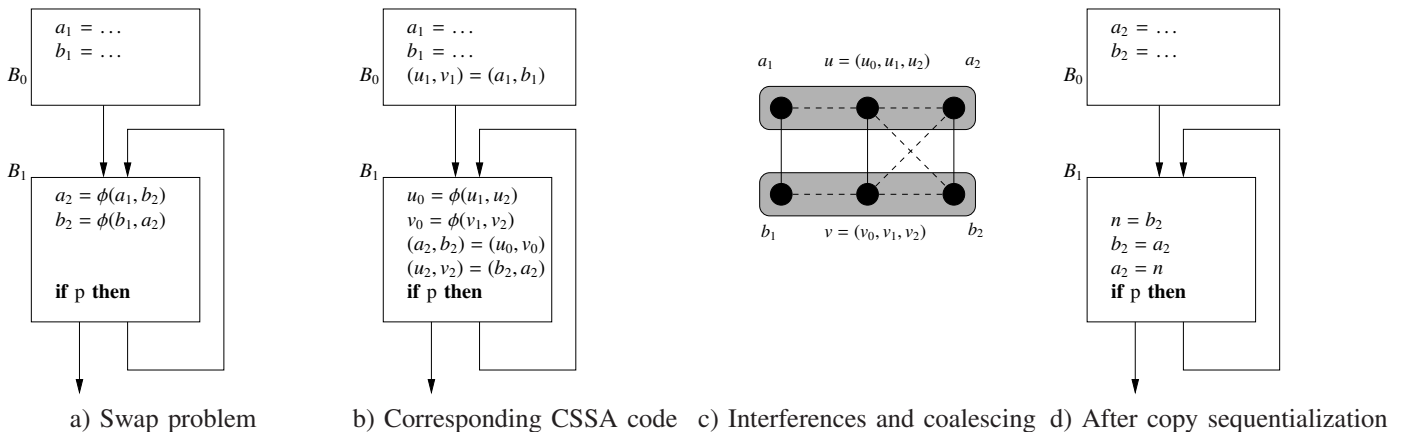 a₁ = …
b₁ = …
B₀
B₁
a₂ = ϕ(a₁, b₂)
b₂ = ϕ(b₁, a₂)
if p then
a) Swap problem
a₁ = …
b₁ = …
(u₁, v₁) = (a₁, b₁)
B₀
B₁
u₀ = ϕ(u₁, u₂)
v₀ = ϕ(v₁, v₂)
(a₂, b₂) = (u₀, v₀)
(u₂, v₂) = (b₂, a₂)
if p then
b) Corresponding CSSA code
a₁ u = (u₀, u₁, u₂) a₂
b₁ v = (v₀, v₁, v₂) b₂
c) Interferences and coalescing
a₂ = …
b₂ = …
B₀
B₁
n = b₂
b₂ = a₂
a₂ = n
if p then
d) After copy sequentialization